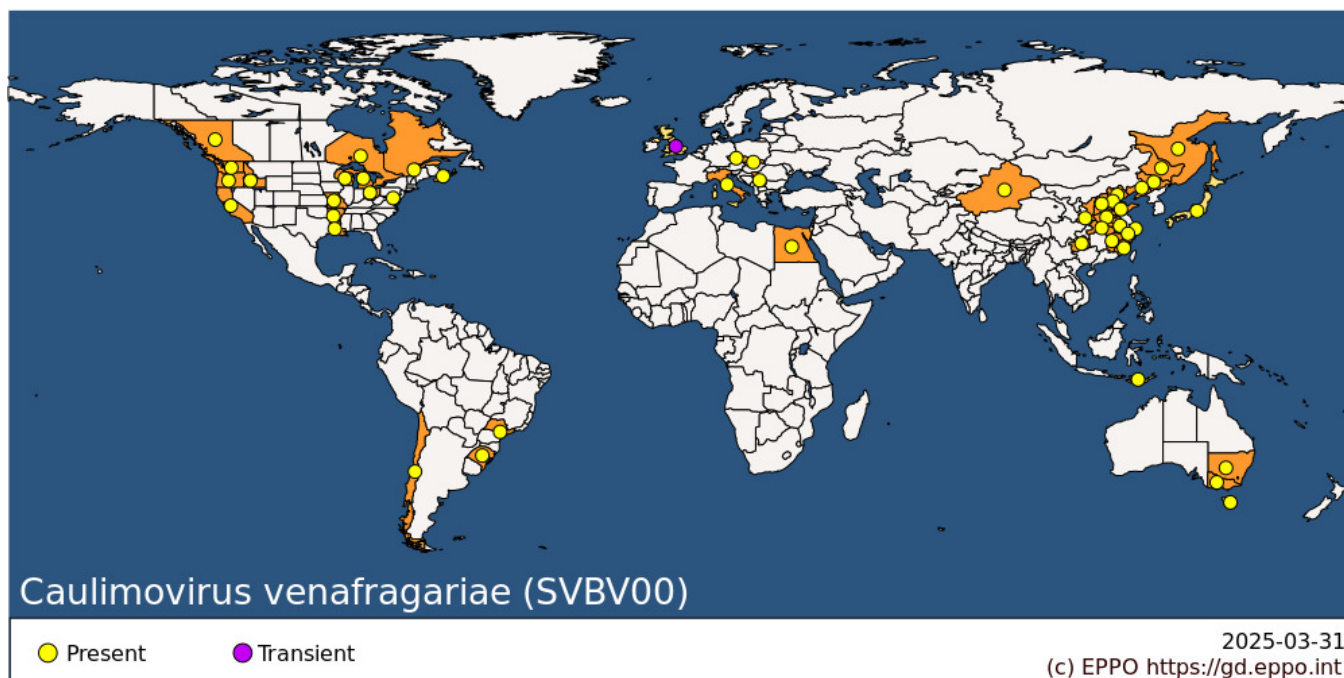 Caulimovirus venafragariae (SVBV00)
Present
Transient
2025-03-31
(c) EPPO https://gd.eppo.int